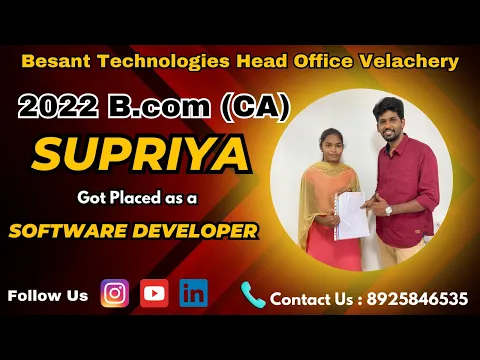 Besant Technologies Head Office Velachery
2022 B.com (CA)
SUPRIYA
Got Placed as a
SOFTWARE DEVELOPER
Follow Us
Contact Us : 8925846535